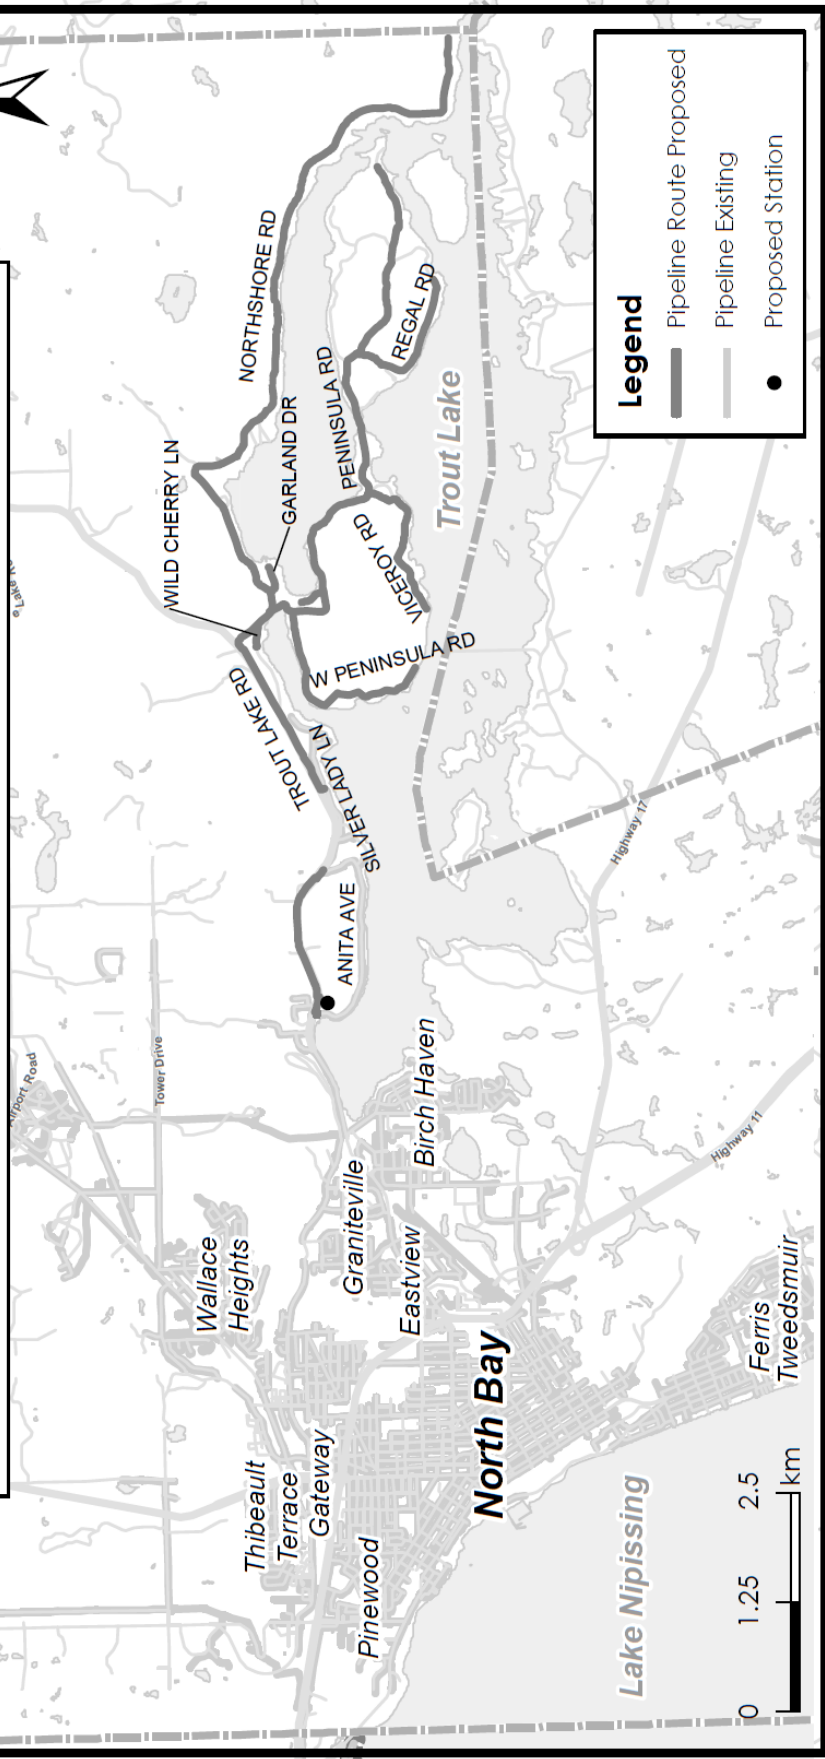 NORTHSHORE RD
GARLAND DR
PENINSULA RD
REGAL RD
WILD CHERRY LN
VICEROY RD
W PENINSULA RD
TROUT LAKE RD
SILVER LADY LN
ANITA AVE
Trout Lake
Highway 17
Highway 11
Airport Road
Tower Drive
Birch Haven
Graniteville
Eastview
Wallace
Heights
North Bay
Ferris
Tweedsmuir
Thibeault
Terrace
Gateway
Pinewood
Lake Nipissing
0 1.25 2.5
km
Legend
Pipeline Route Proposed
Pipeline Existing
Proposed Station